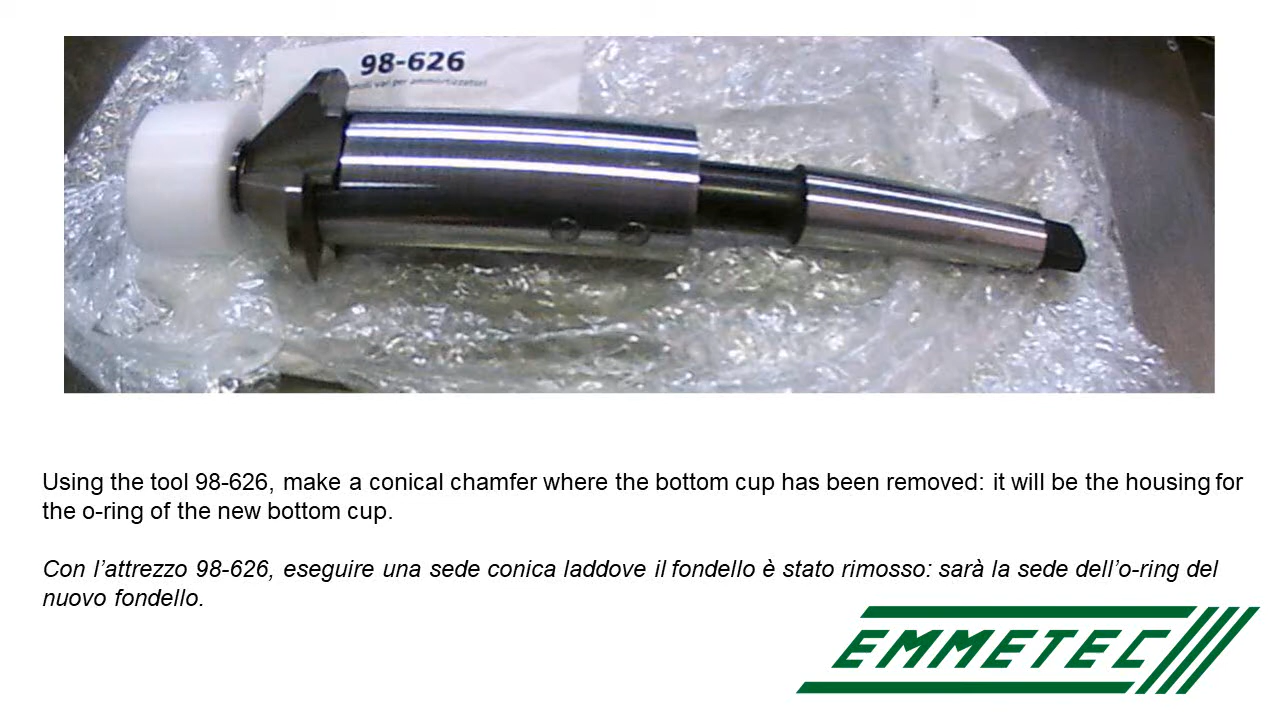 98-626
per ammortizzatori
Using the tool 98-626, make a conical chamfer where the bottom cup has been removed: it will be the housing for
the o-ring of the new bottom cup.
Con l’attrezzo 98-626, eseguire una sede conica laddove il fondello è stato rimosso: sarà la sede dell’o-ring del
nuovo fondello.
EMMETEC